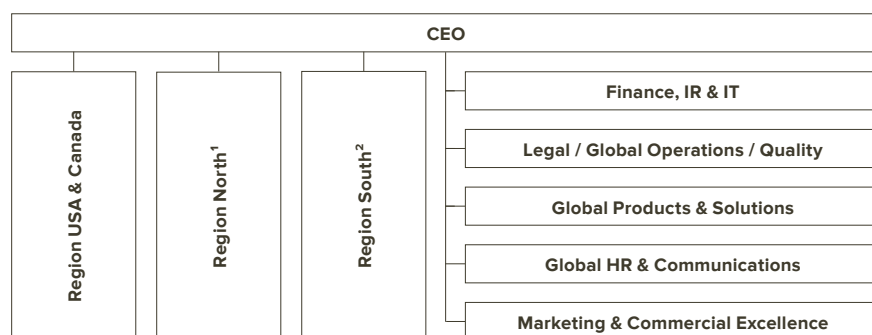 CEO
Region USA & Canada
Region North¹
Region South²
Finance, IR & IT
Legal / Global Operations / Quality
Global Products & Solutions
Global HR & Communications
Marketing & Commercial Excellence